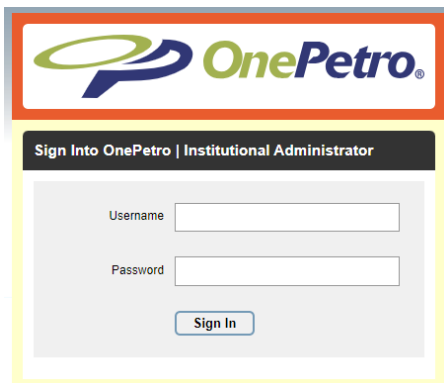 OnePetro®
Sign Into OnePetro | Institutional Administrator
Username
Password
Sign In